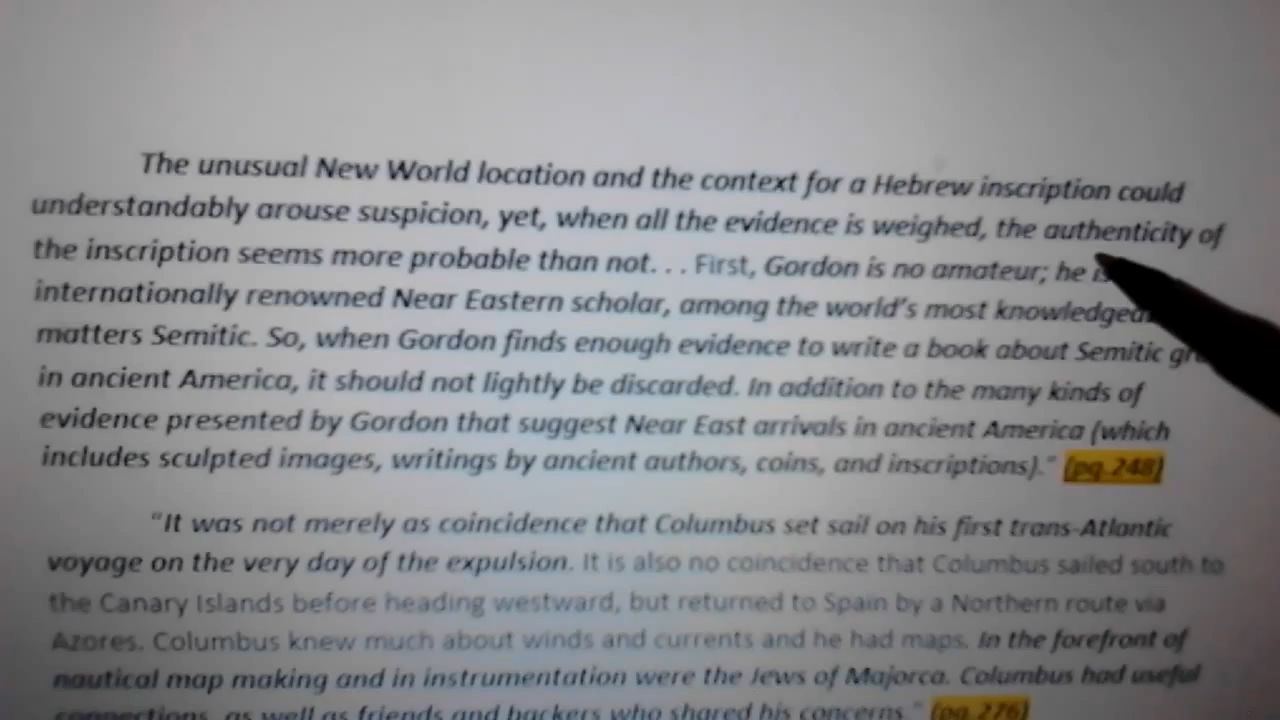 The unusual New World location and the context for a Hebrew inscription could
understandably arouse suspicion, yet, when all the evidence is weighed, the authenticity of
the inscription seems more probable than not. . . First, Gordon is no amateur; he is
internationally renowned Near Eastern scholar, among the world's most
matters Semitic. So, when Gordon finds enough evidence to write a book about Semitic
in ancient America, it should not lightly be discarded. In addition to the many kinds of
evidence presented by Gordon that suggest Near East arrivals in ancient America (which
includes sculpted images, writings by ancient authors, coins, and inscriptions)." (pg.248)
"It was not merely as coincidence that Columbus set sail on his first trans-Atlantic
voyage on the very day of the expulsion. It is also no coincidence that Columbus sailed south to
the Canary Islands before heading westward, but returned to Spain by a Northern route via
Azores. Columbus knew much about winds and currents and he had maps. In the forefront of
nautical map making and in instrumentation were the Jews of Majorca. Columbus had useful
connections, as well as friends and backers who shared his concerns." (pg.276)